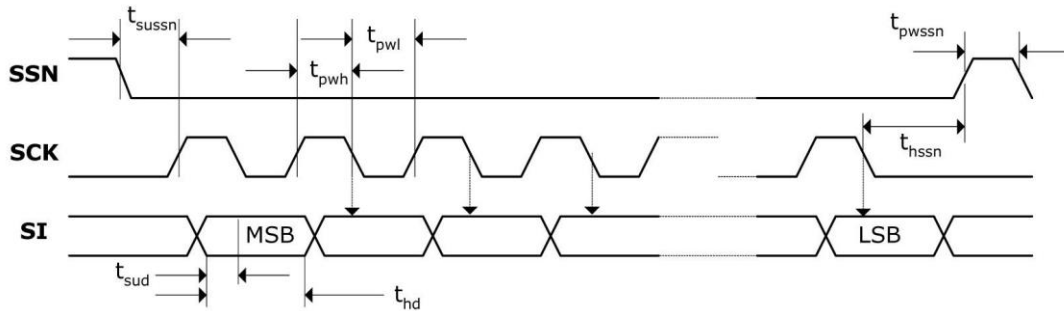 t_sussn
t_pwl
t_pwssn
t_pwh
SSN
SCK
t_hssn
SI
MSB
LSB
t_sud
t_hd